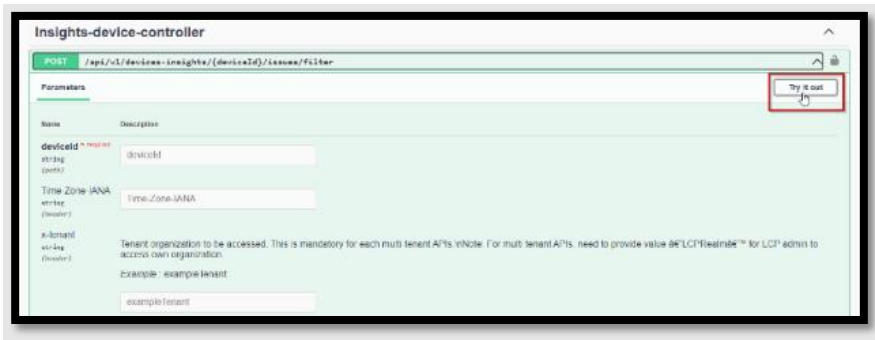 Insights-device-controller
POST /api/v1/devices-insights/{deviceId}/issues/filter
Parameters
Try it out
Name Description
deviceId * required
string
(path)
deviceId
Time-Zone-IANA
string
(header)
Time-Zone-IANA
x-tenant
string
(header)
Tenant organization to be accessed. This is mandatory for each multi tenant APIs.\nNote: For multi tenant APIs, need to provide value â€˜LCPRealmâ€™ for LCP admin to
access own organization.
Example : exampleTenant
exampleTenant